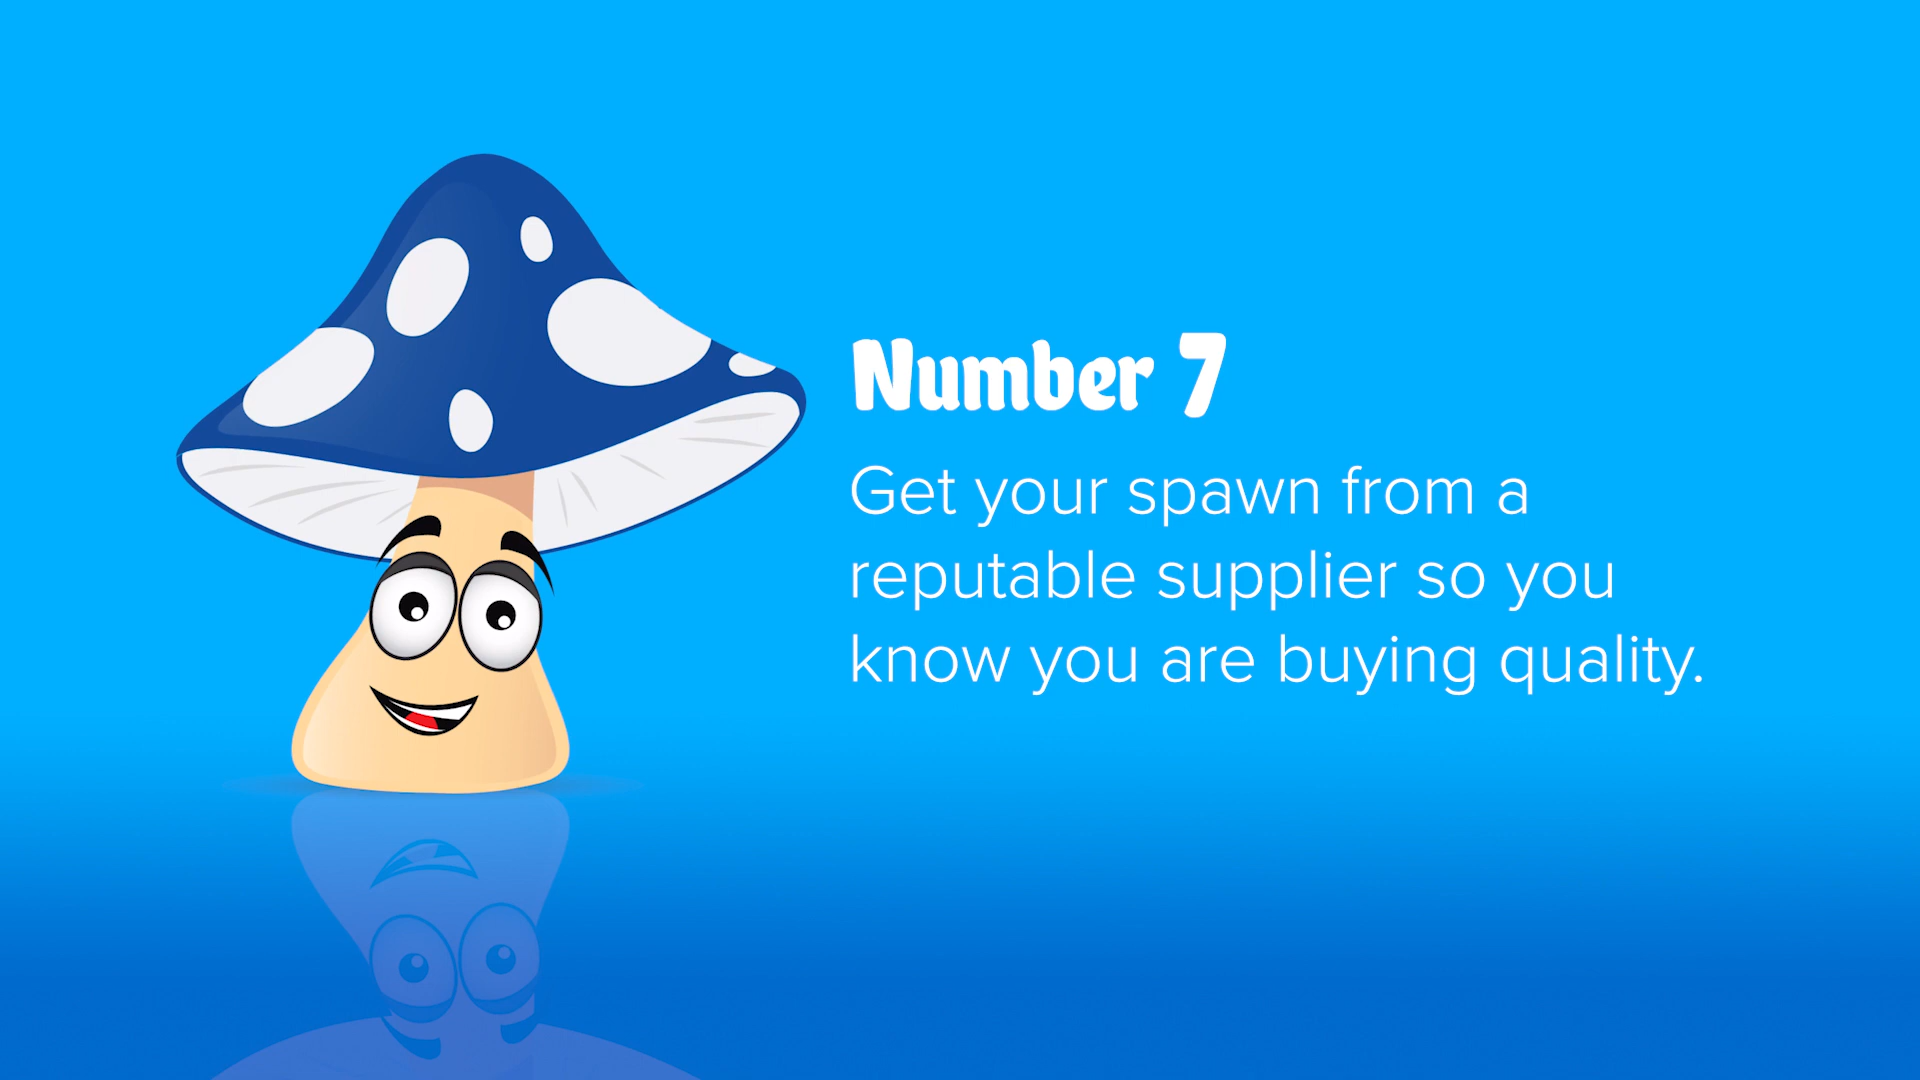 Number 7
Get your spawn from a
reputable supplier so you
know you are buying quality.